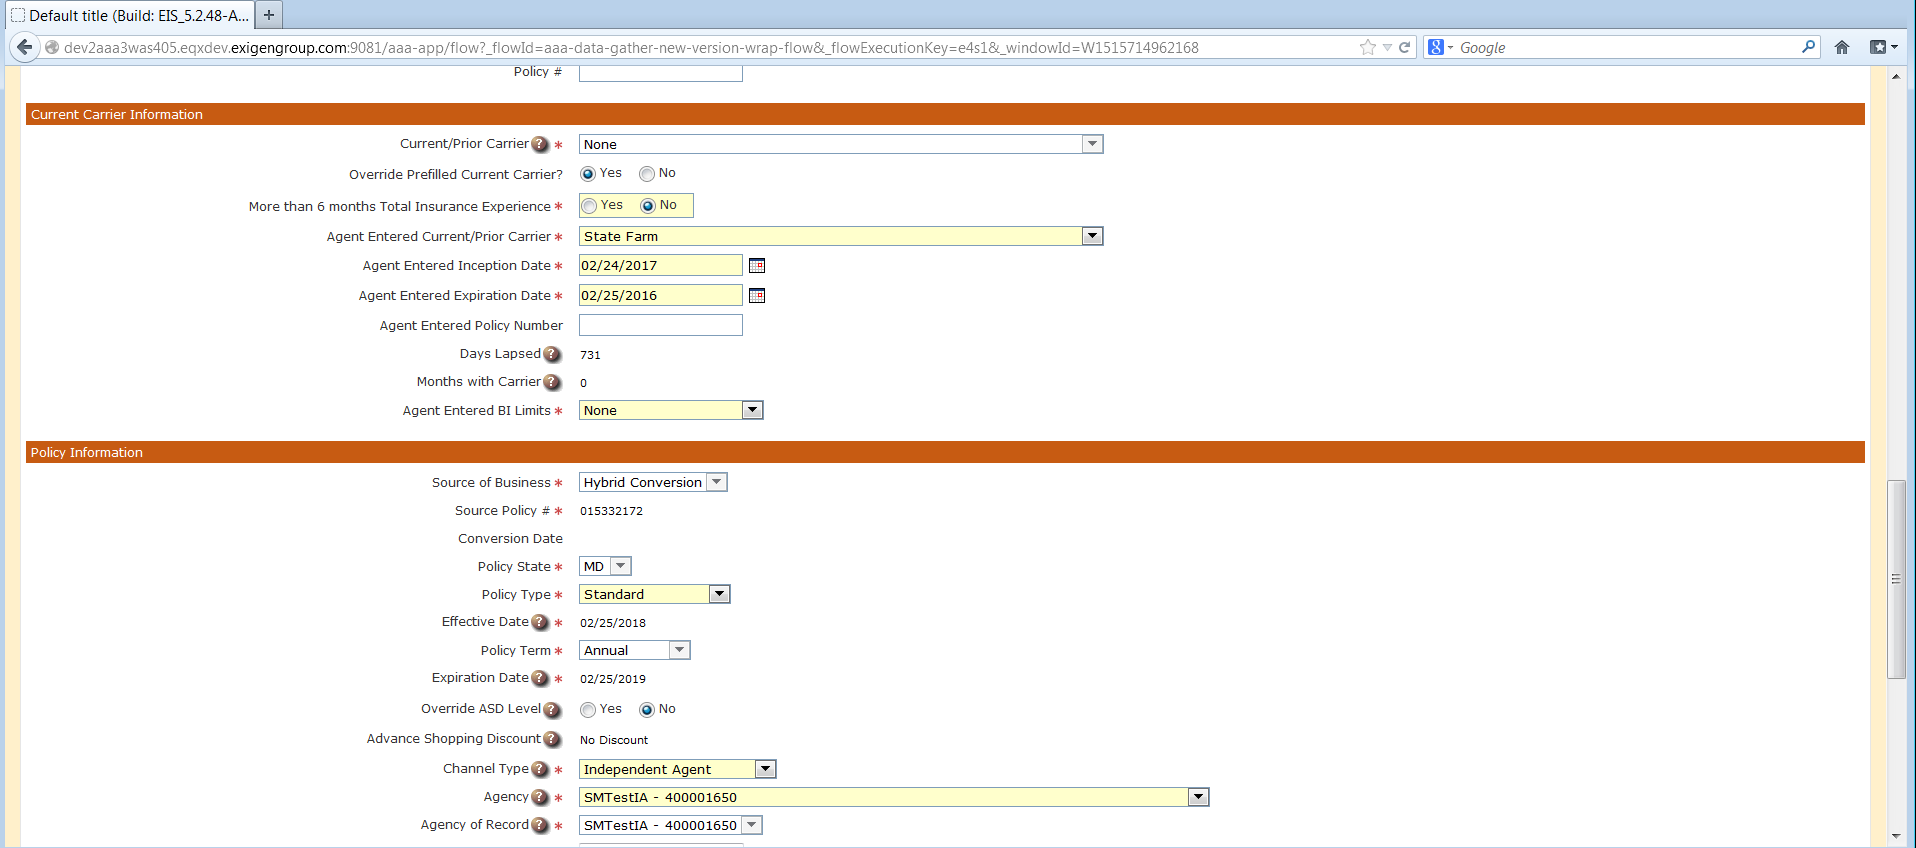 Default title (Build: EIS_5.2.48-A...
dev2aaa3was405.eqxdev.exigengroup.com:9081/aaa-app/flow?_flowId=aaa-data-gather-new-version-wrap-flow&_flowExecutionKey=e4s1&_windowId=W1515714962168
Google
Policy #
Current Carrier Information
Current/Prior Carrier ? * None
Override Prefilled Current Carrier? Yes No
More than 6 months Total Insurance Experience * Yes No
Agent Entered Current/Prior Carrier * State Farm
Agent Entered Inception Date * 02/24/2017
Agent Entered Expiration Date * 02/25/2016
Agent Entered Policy Number
Days Lapsed ? 731
Months with Carrier ? 0
Agent Entered BI Limits * None
Policy Information
Source of Business * Hybrid Conversion
Source Policy # * 015332172
Conversion Date
Policy State * MD
Policy Type * Standard
Effective Date ? * 02/25/2018
Policy Term * Annual
Expiration Date ? * 02/25/2019
Override ASD Level ? Yes No
Advance Shopping Discount ? No Discount
Channel Type ? * Independent Agent
Agency ? * SMTestIA - 400001650
Agency of Record ? * SMTestIA - 400001650